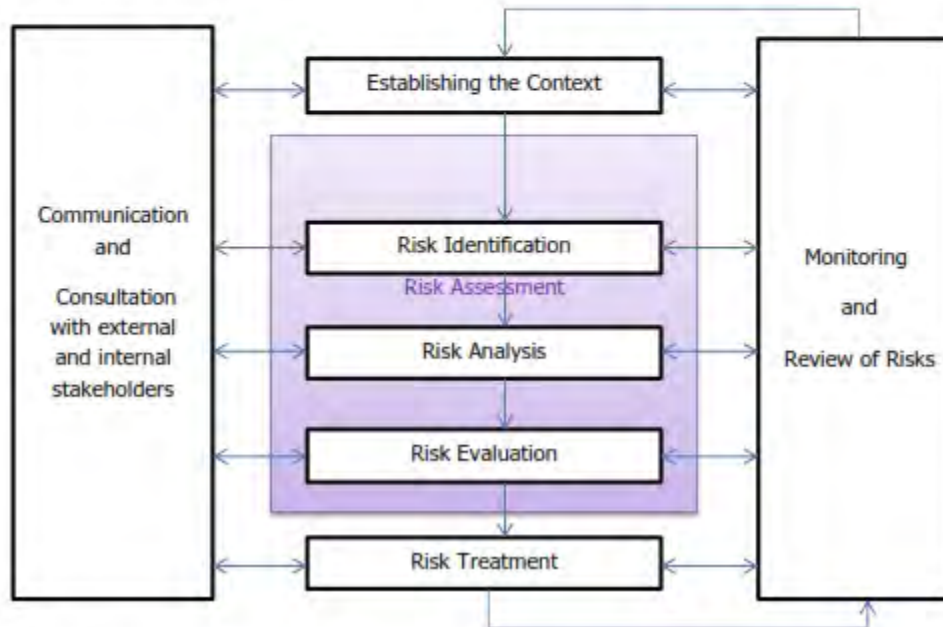 Establishing the Context
Communication
and
Consultation
with external
and internal
stakeholders
Risk Identification
Risk Assessment
Risk Analysis
Risk Evaluation
Risk Treatment
Monitoring
and
Review of Risks